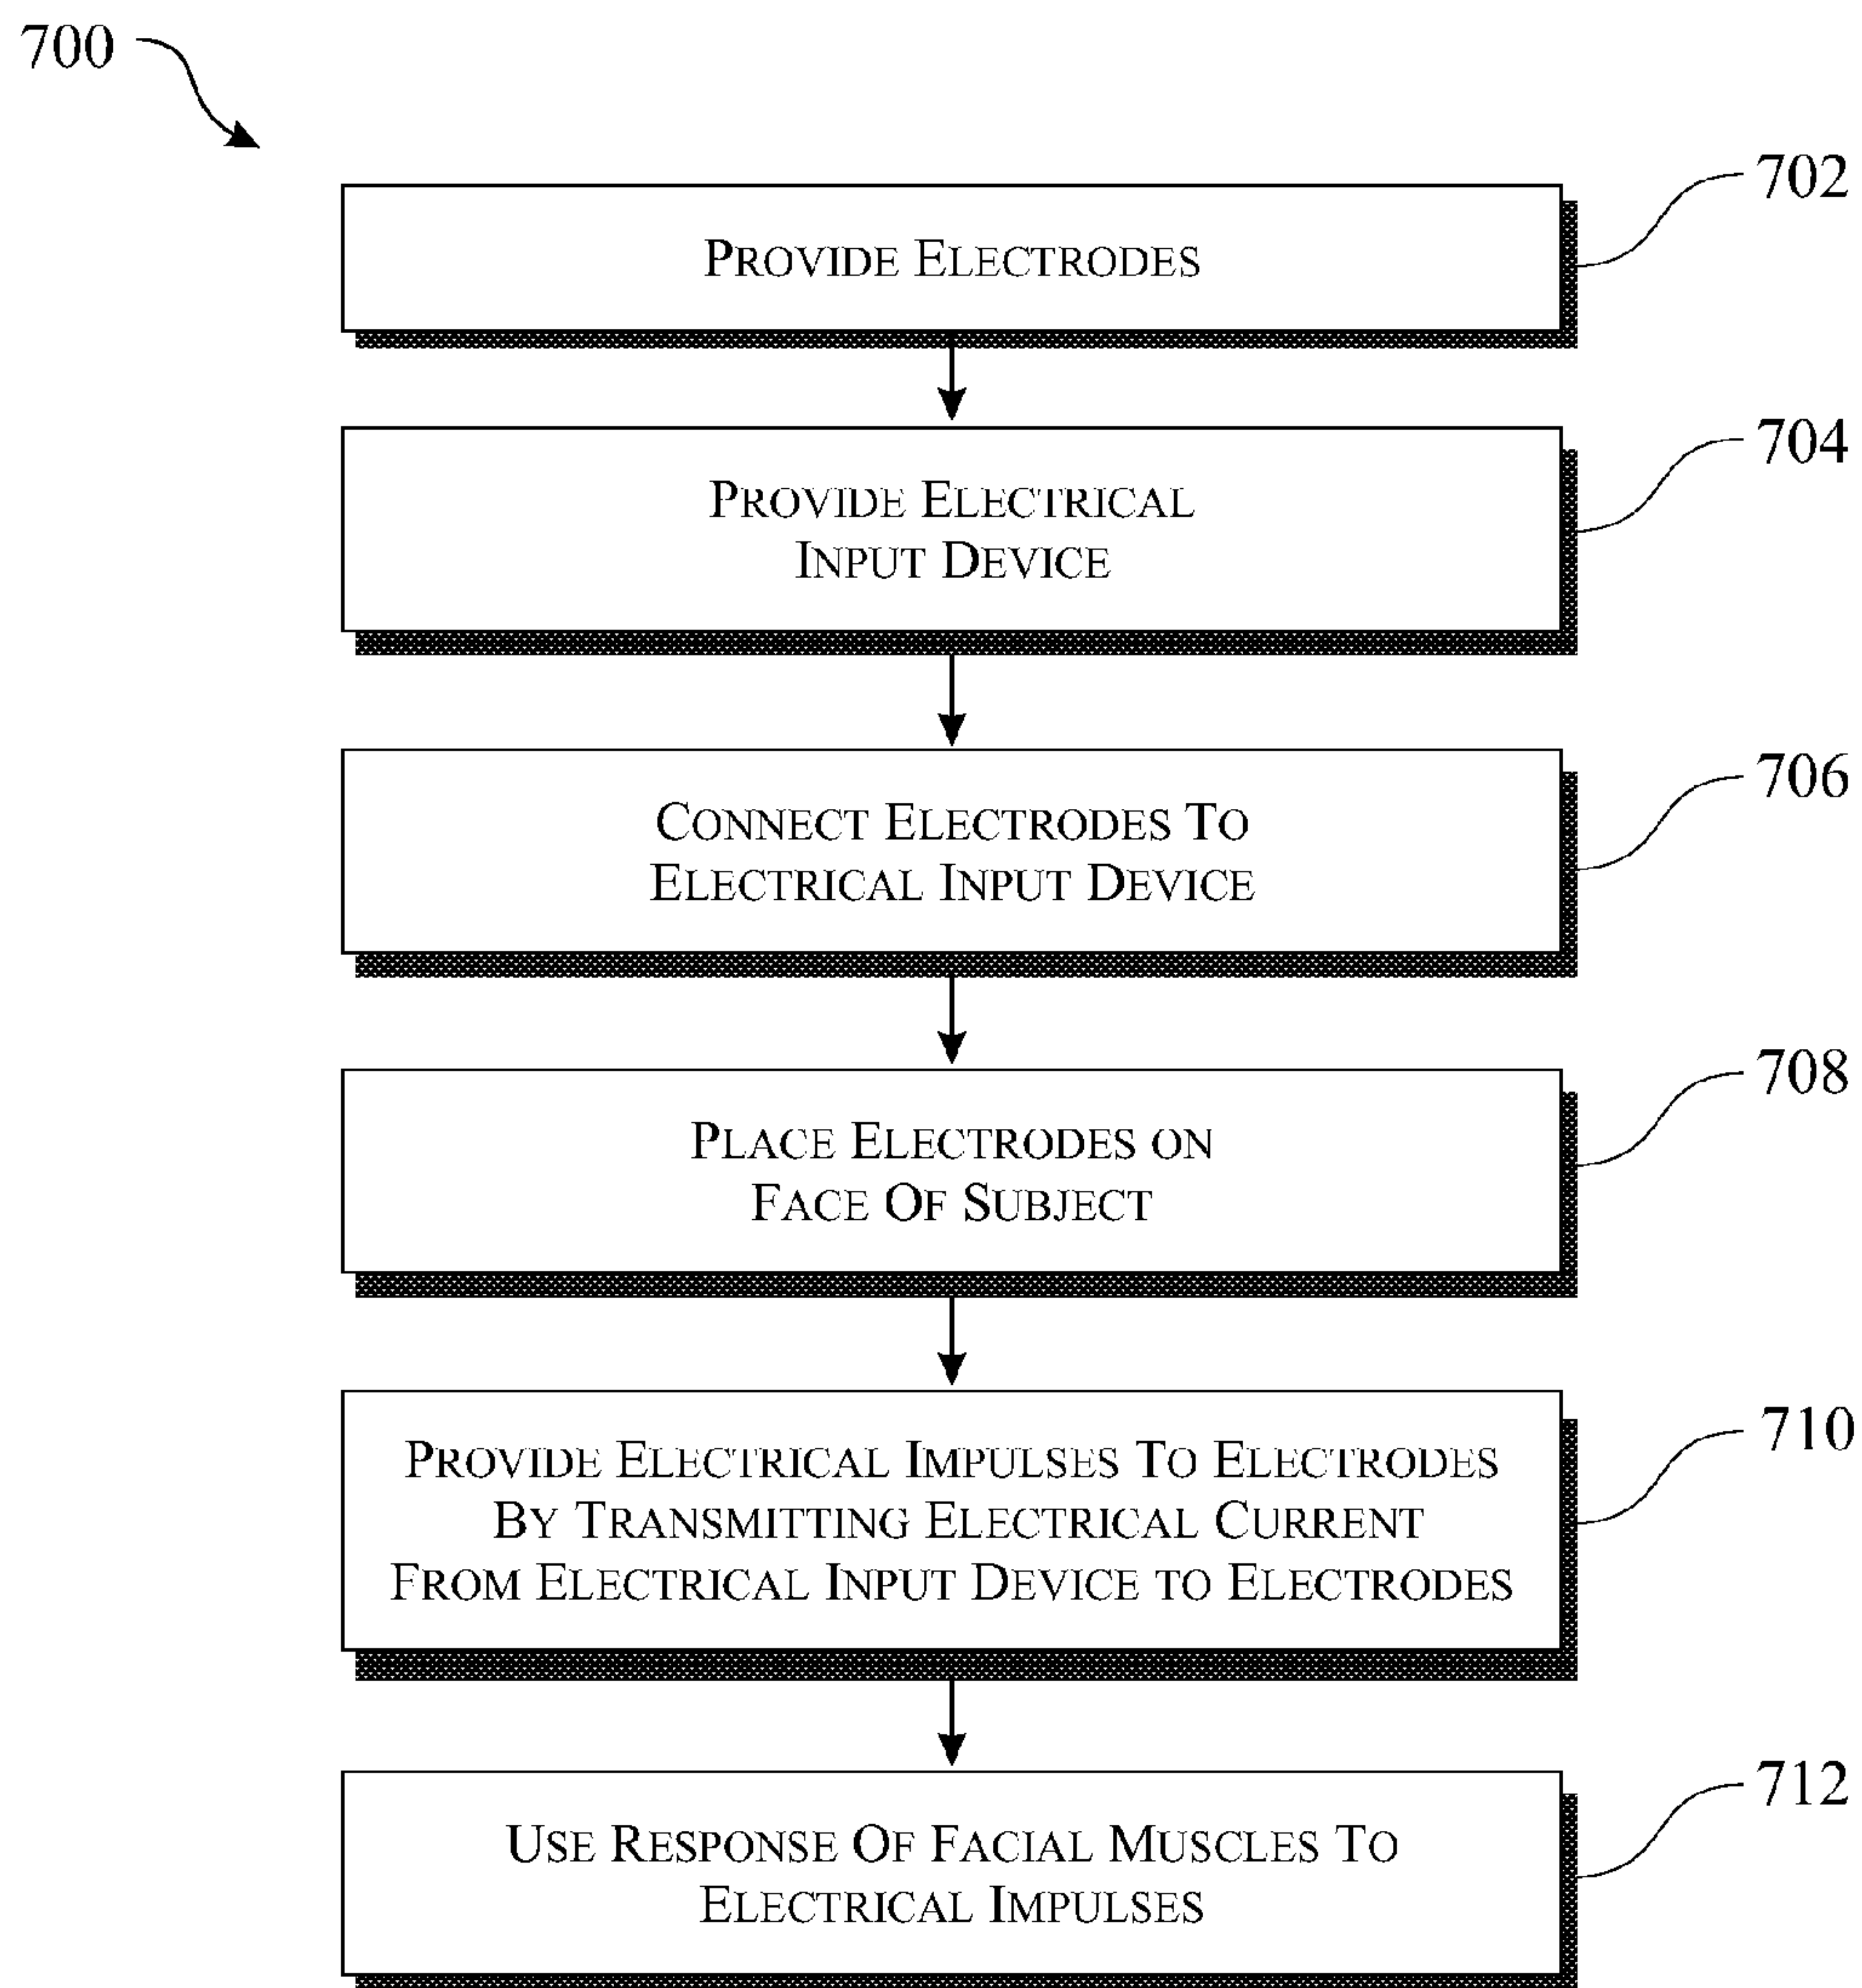 700
702
PROVIDE ELECTRODES
704
PROVIDE ELECTRICAL
INPUT DEVICE
706
CONNECT ELECTRODES TO
ELECTRICAL INPUT DEVICE
708
PLACE ELECTRODES ON
FACE OF SUBJECT
710
PROVIDE ELECTRICAL IMPULSES TO ELECTRODES
BY TRANSMITTING ELECTRICAL CURRENT
FROM ELECTRICAL INPUT DEVICE TO ELECTRODES
712
USE RESPONSE OF FACIAL MUSCLES TO
ELECTRICAL IMPULSES